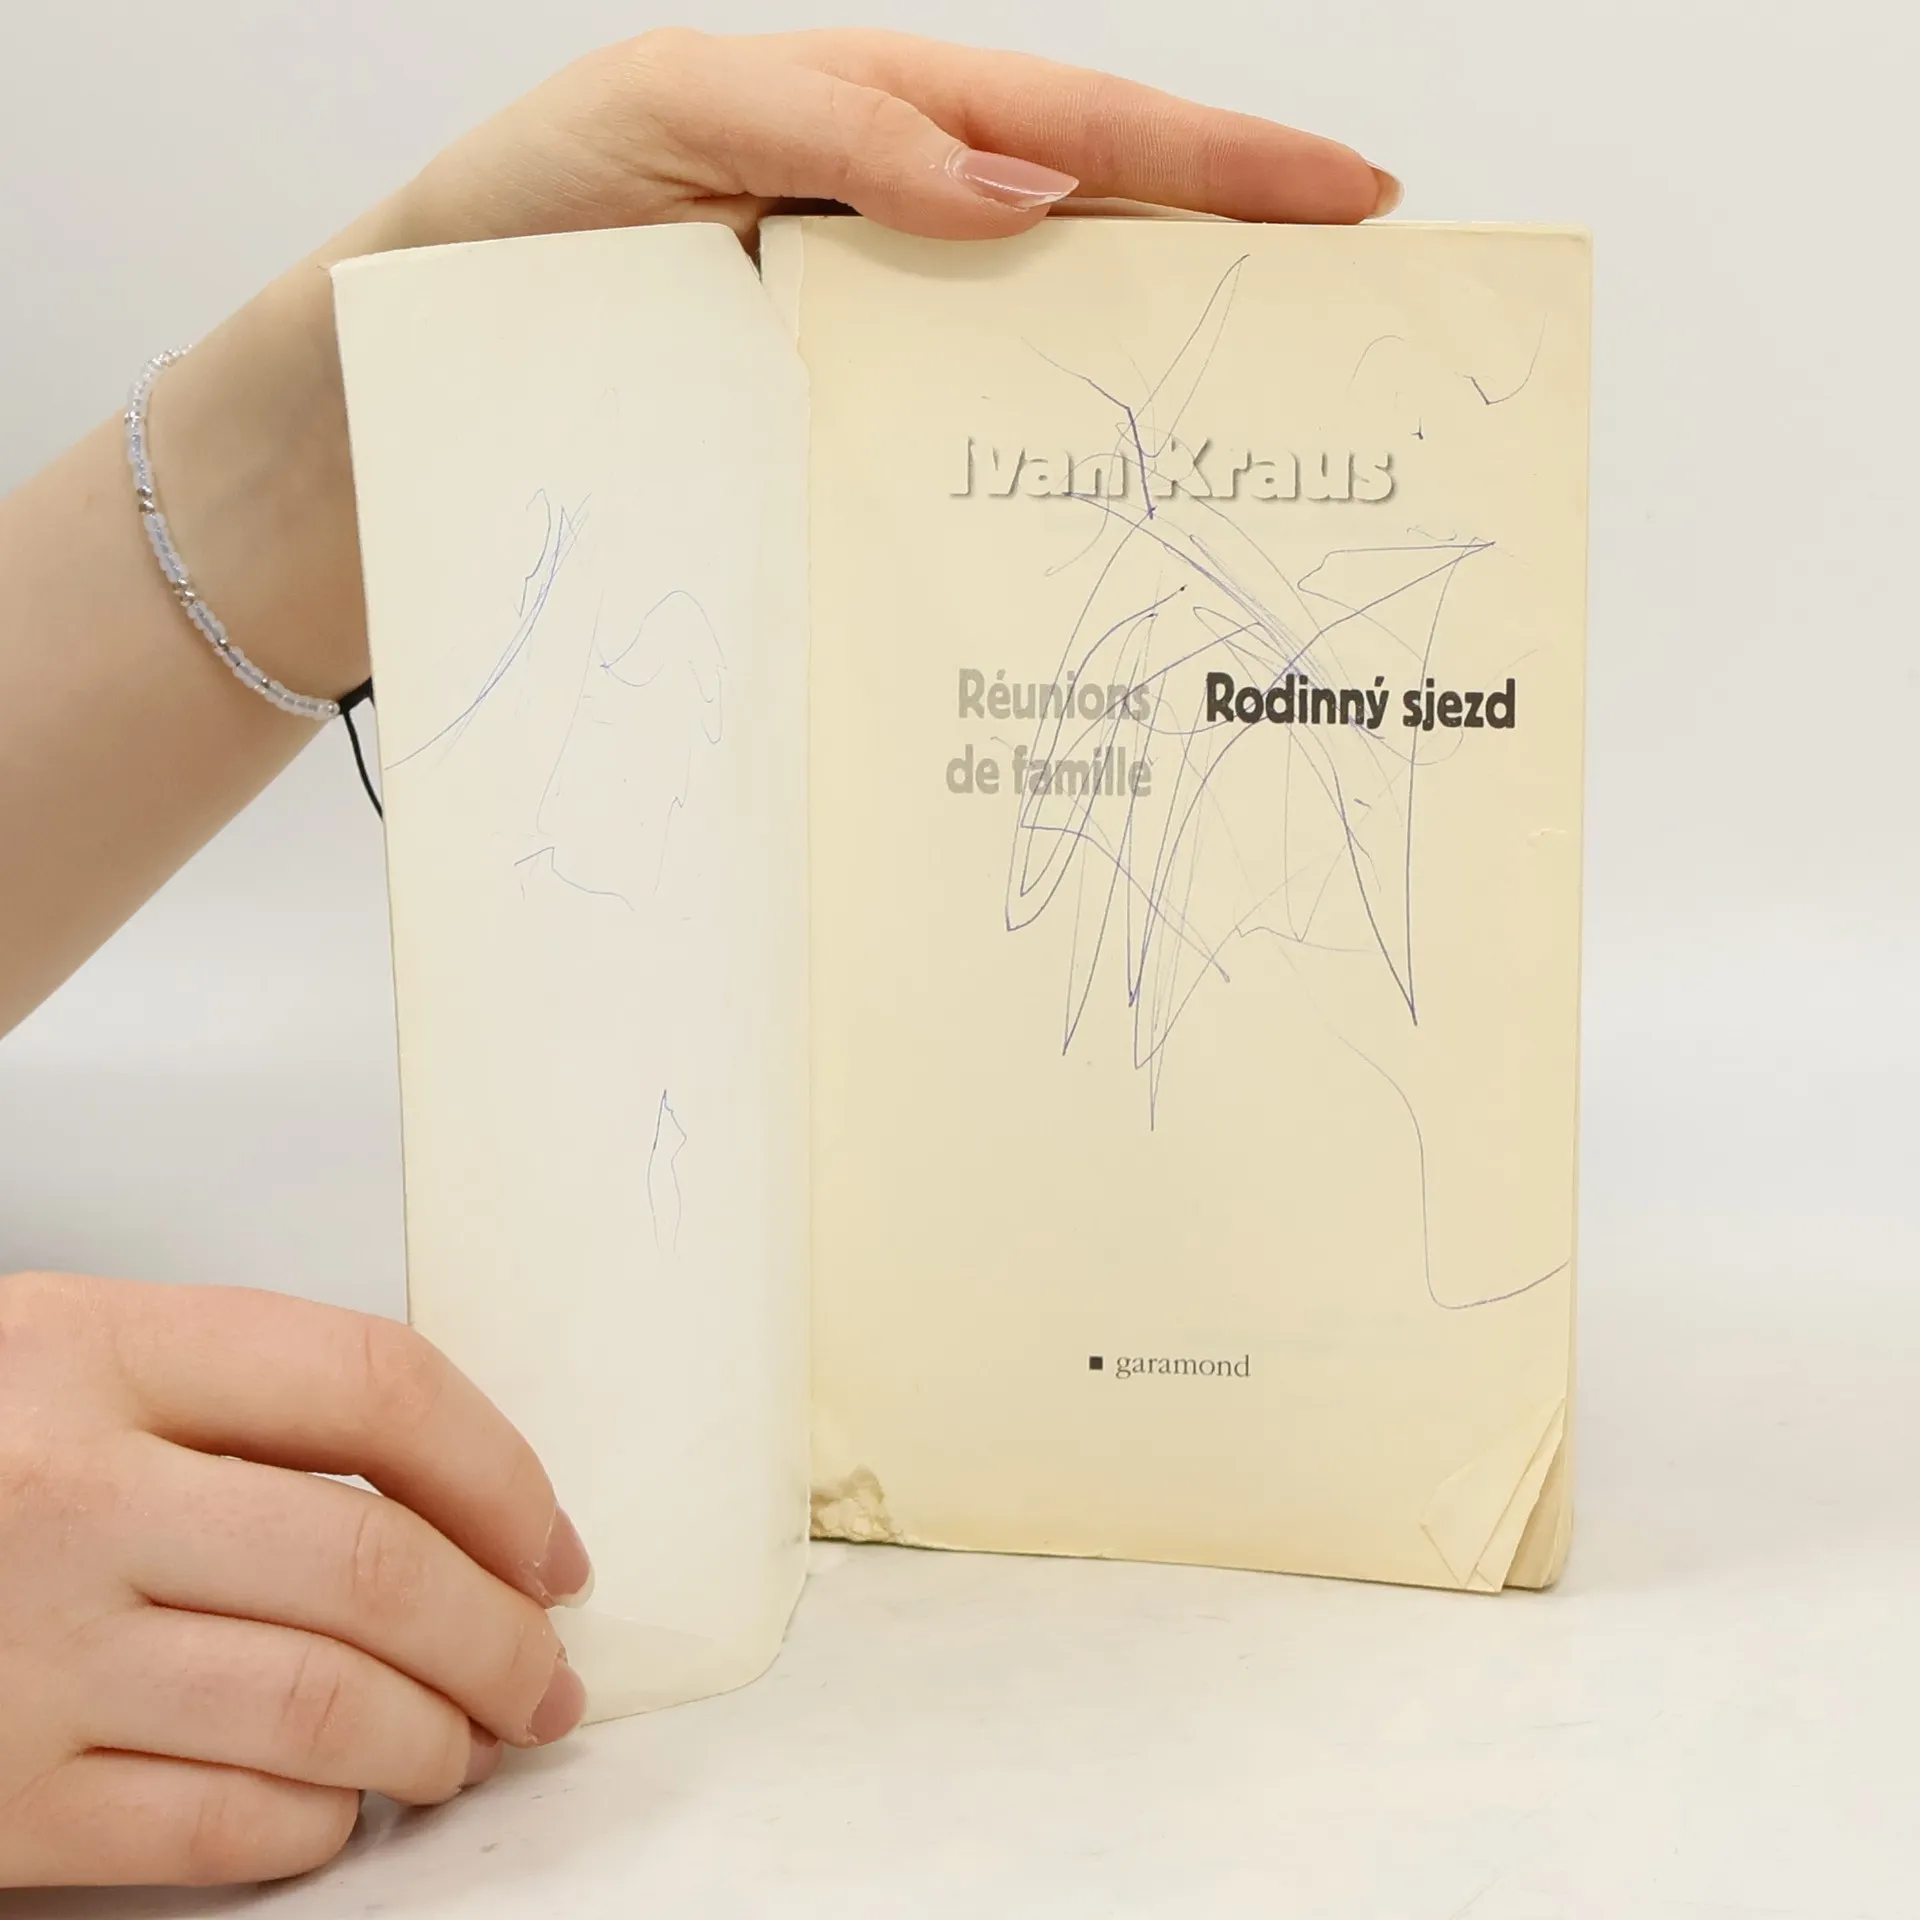 Ivan Kraus
Réunions
de famille
Rodinný sjezd
■ garamond